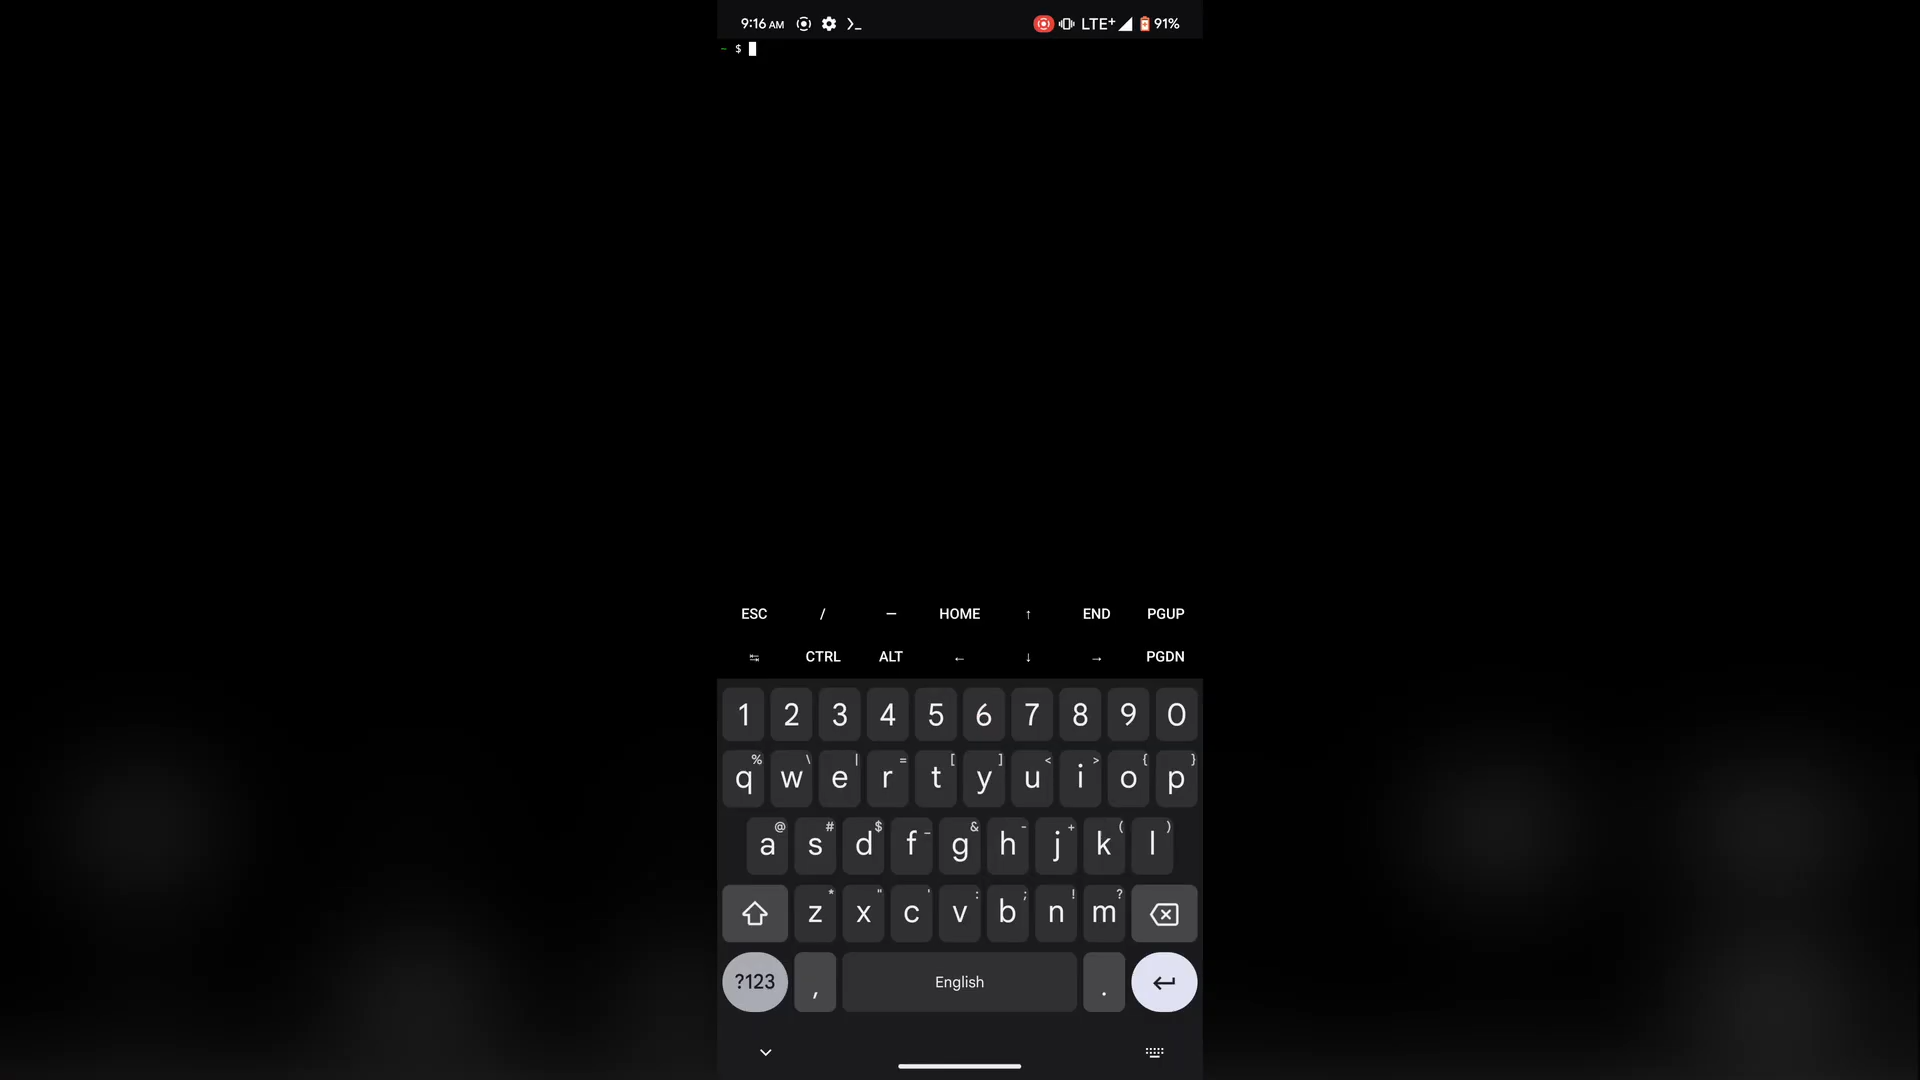 9:16 AM LTE+ 91%
~ $
ESC / — HOME ↑ END PGUP
⇆ CTRL ALT ← ↓ → PGDN
1 2 3 4 5 6 7 8 9 0
q % w \ e | r = t [ y ] u < i > o { p }
a @ s # d $ f _ g & h - j + k ( l )
z * x " c ' v : b ; n ! m ?
?123 , English .